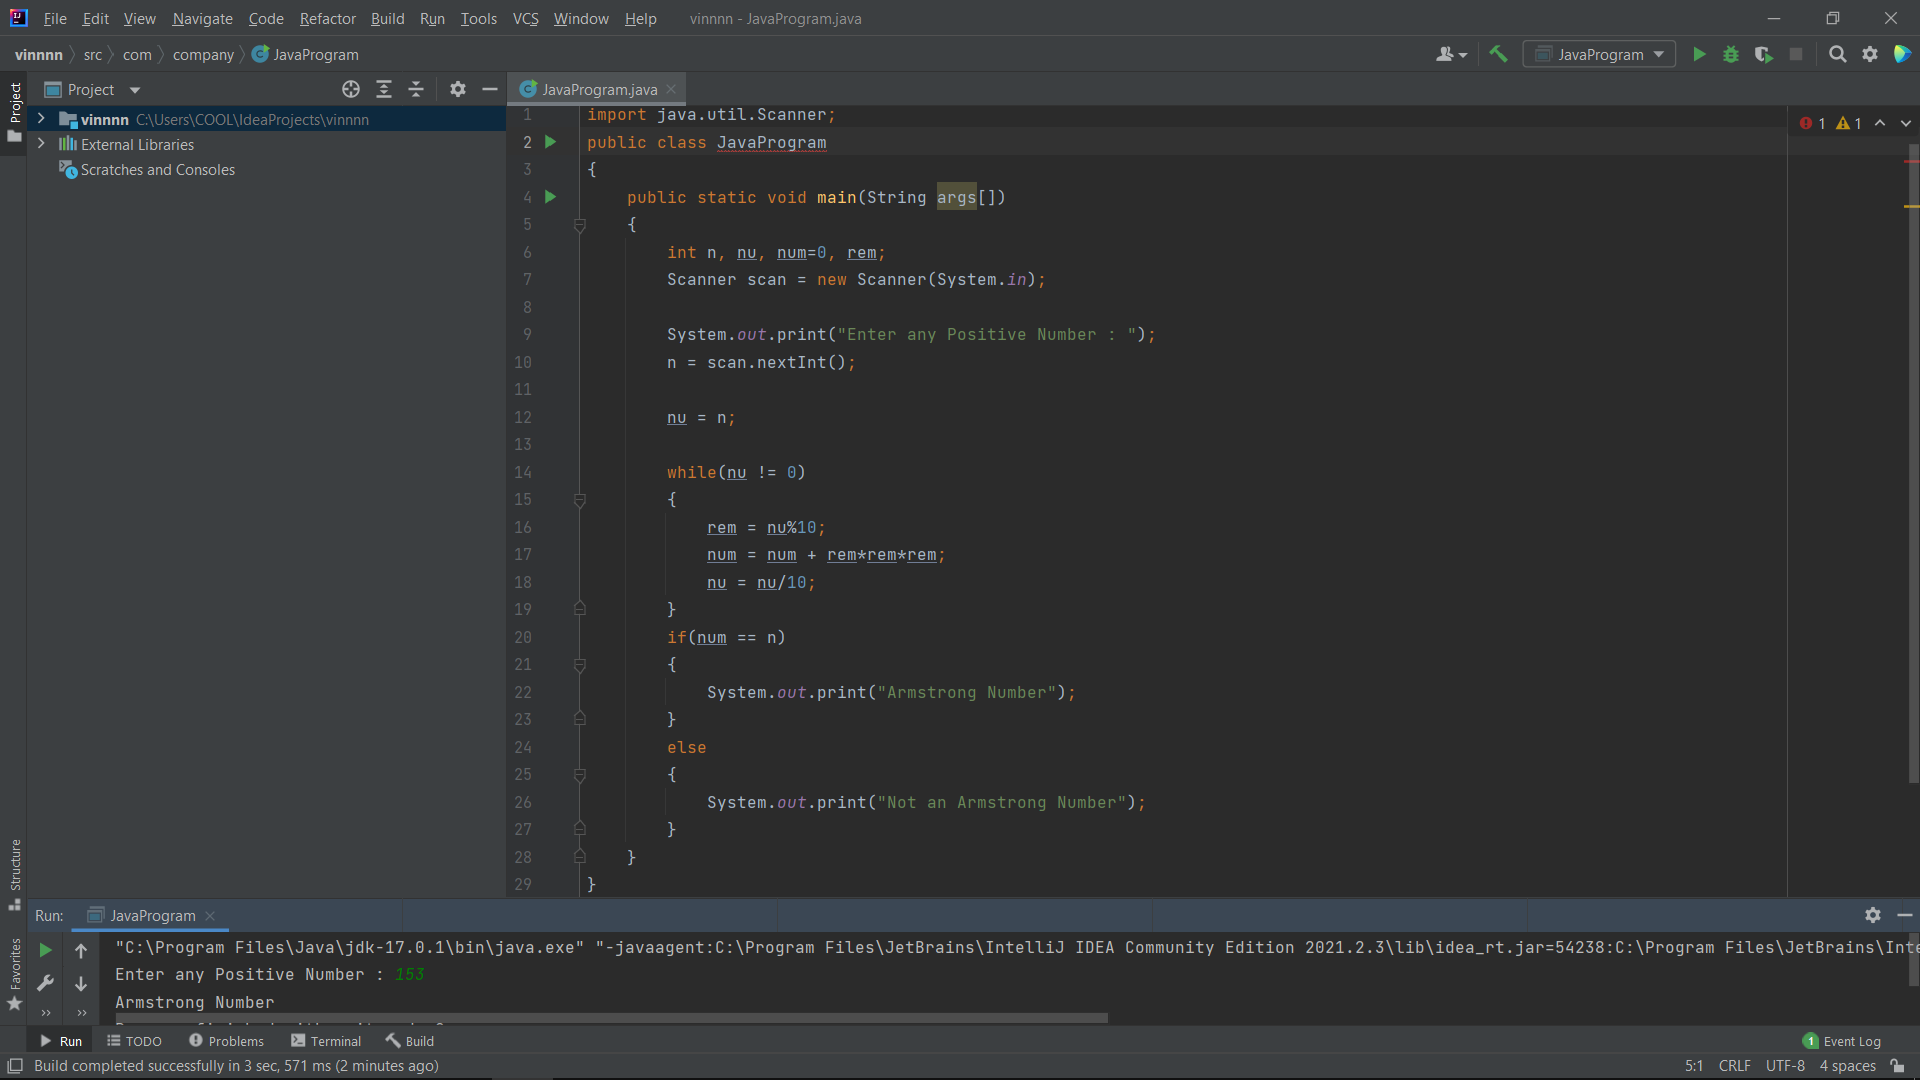 File Edit View Navigate Code Refactor Build Run Tools VCS Window Help vinnnn - JavaProgram.java
vinnnn src com company JavaProgram JavaProgram
Project JavaProgram.java
Project
vinnnn C:\Users\COOL\IdeaProjects\vinnnn
External Libraries
Scratches and Consoles
1 1
1 import java.util.Scanner;
2 public class JavaProgram
3 {
4 public static void main(String args[])
5 {
6 int n, nu, num=0, rem;
7 Scanner scan = new Scanner(System.in);
8
9 System.out.print("Enter any Positive Number : ");
10 n = scan.nextInt();
11
12 nu = n;
13
14 while(nu != 0)
15 {
16 rem = nu%10;
17 num = num + rem*rem*rem;
18 nu = nu/10;
19 }
20 if(num == n)
21 {
22 System.out.print("Armstrong Number");
23 }
24 else
25 {
26 System.out.print("Not an Armstrong Number");
27 }
28 }
29 }
Structure
Favorites
Run: JavaProgram
"C:\Program Files\Java\jdk-17.0.1\bin\java.exe" "-javaagent:C:\Program Files\JetBrains\IntelliJ IDEA Community Edition 2021.2.3\lib\idea_rt.jar=54238:C:\Program Files\JetBrains\Inte
Enter any Positive Number : 153
Armstrong Number
Run TODO Problems Terminal Build 1 Event Log
Build completed successfully in 3 sec, 571 ms (2 minutes ago) 5:1 CRLF UTF-8 4 spaces